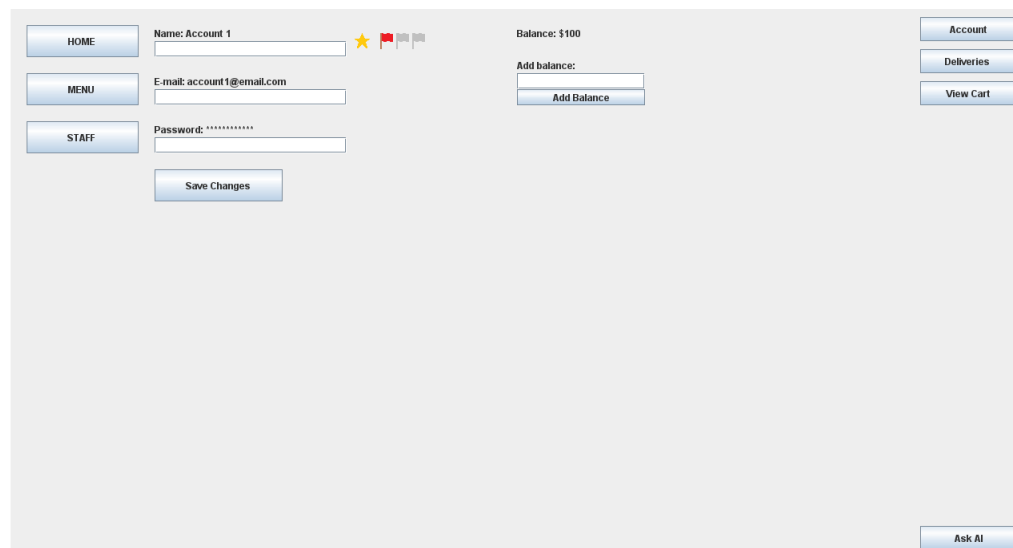 HOME
MENU
STAFF
Name: Account 1
E-mail: account1@email.com
Password: ************
Save Changes
Balance: $100
Add balance:
Add Balance
Account
Deliveries
View Cart
Ask AI